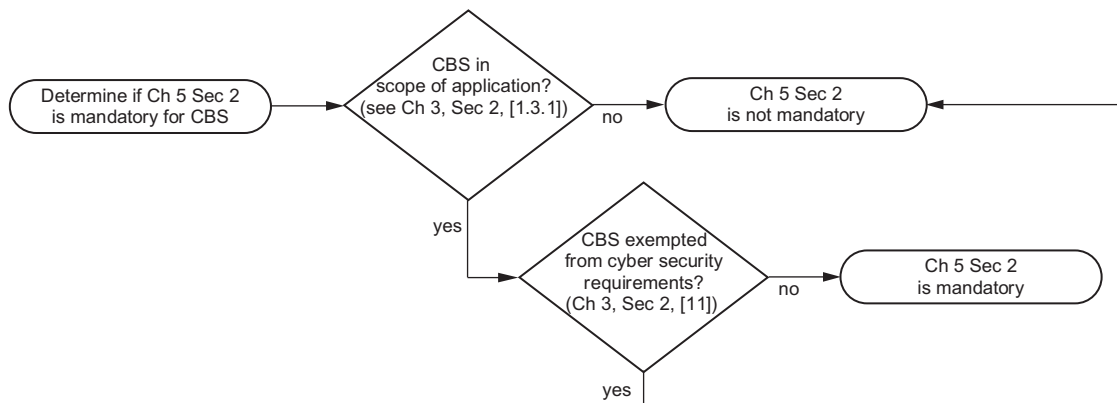 Determine if Ch 5 Sec 2
is mandatory for CBS
CBS in
scope of application?
(see Ch 3, Sec 2, [1.3.1])
no
Ch 5 Sec 2
is not mandatory
yes
CBS exempted
from cyber security
requirements?
(Ch 3, Sec 2, [11])
no
Ch 5 Sec 2
is mandatory
yes